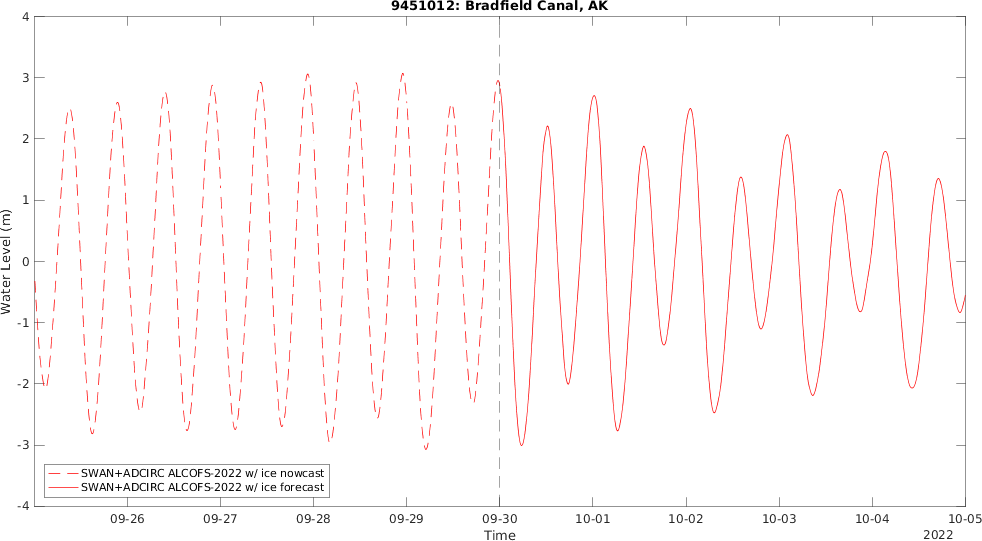 9451012: Bradfield Canal, AK
4
3
2
1
0
-1
-2
-3
-4
Water Level (m)
SWAN+ADCIRC ALCOFS-2022 w/ ice nowcast
SWAN+ADCIRC ALCOFS-2022 w/ ice forecast
09-26 09-27 09-28 09-29 09-30 10-01 10-02 10-03 10-04 10-05
Time
2022